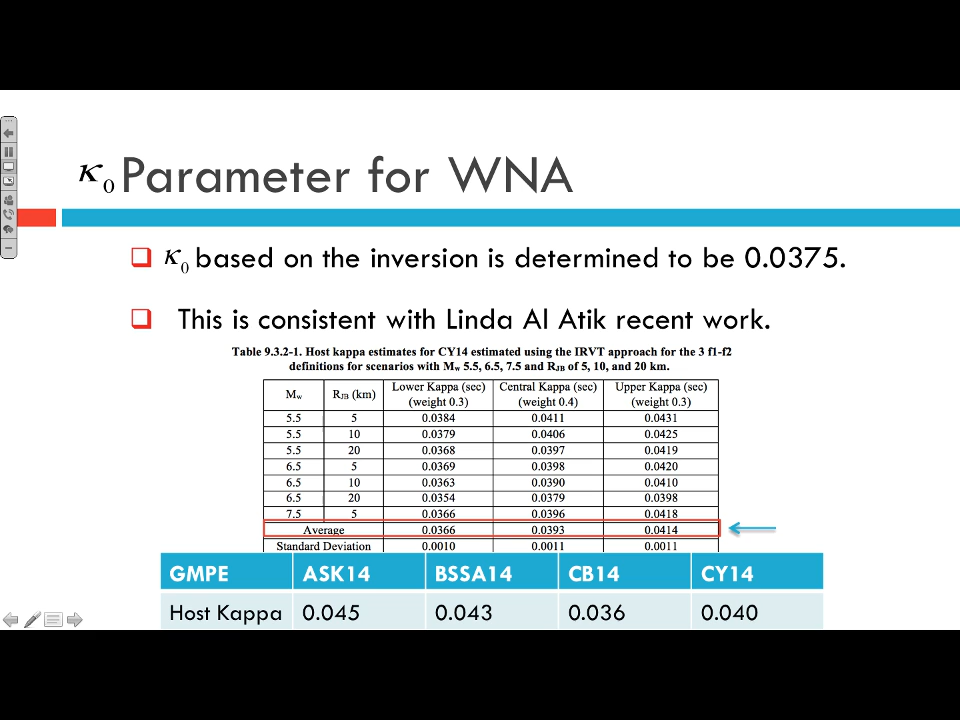 κ0 Parameter for WNA
κ0 based on the inversion is determined to be 0.0375.
This is consistent with Linda Al Atik recent work.
Table 9.3.2-1. Host kappa estimates for CY14 estimated using the IRVT approach for the 3 f1-f2
definitions for scenarios with Mw 5.5, 6.5, 7.5 and RJB of 5, 10, and 20 km.
Mw RJB (km) Lower Kappa (sec) (weight 0.3) Central Kappa (sec) (weight 0.4) Upper Kappa (sec) (weight 0.3)
5.5 5 0.0384 0.0411 0.0431
5.5 10 0.0379 0.0406 0.0425
5.5 20 0.0368 0.0397 0.0419
6.5 5 0.0369 0.0398 0.0420
6.5 10 0.0363 0.0390 0.0410
6.5 20 0.0354 0.0379 0.0398
7.5 5 0.0366 0.0396 0.0418
Average 0.0366 0.0393 0.0414
Standard Deviation 0.0010 0.0011 0.0011
GMPE ASK14 BSSA14 CB14 CY14
Host Kappa 0.045 0.043 0.036 0.040